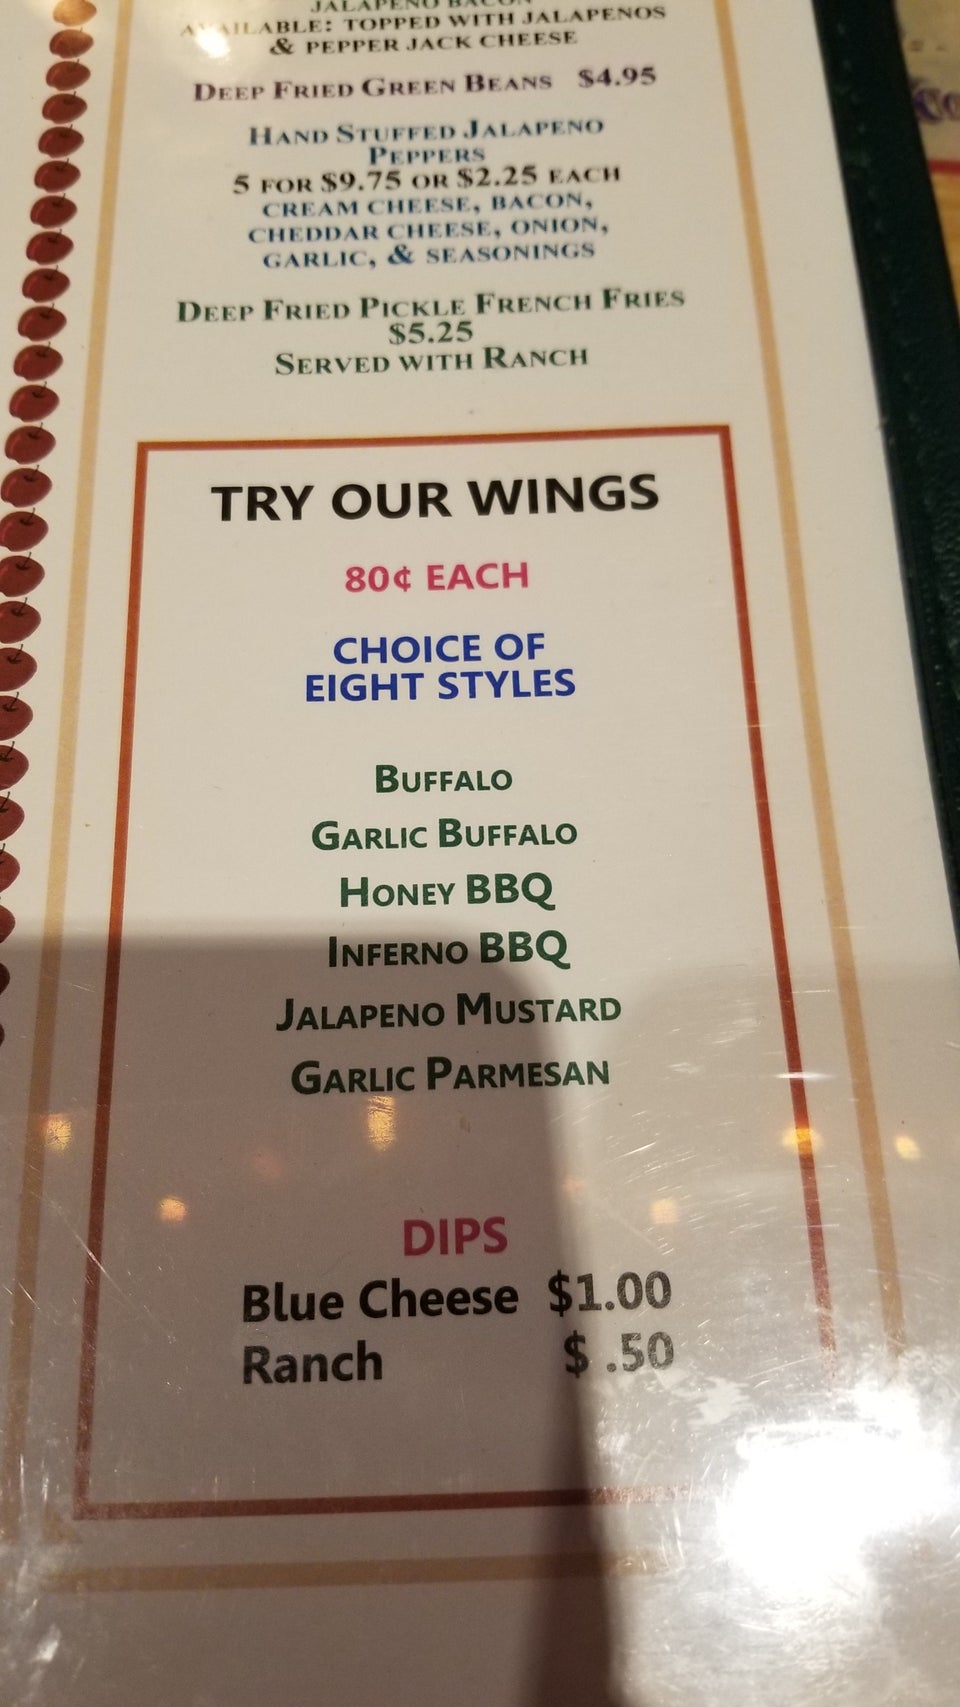 JALAPENO BACON
AVAILABLE: TOPPED WITH JALAPENOS
& PEPPER JACK CHEESE
DEEP FRIED GREEN BEANS $4.95
HAND STUFFED JALAPENO
PEPPERS
5 FOR $9.75 OR $2.25 EACH
CREAM CHEESE, BACON,
CHEDDAR CHEESE, ONION,
GARLIC, & SEASONINGS
DEEP FRIED PICKLE FRENCH FRIES
$5.25
SERVED WITH RANCH
TRY OUR WINGS
80¢ EACH
CHOICE OF
EIGHT STYLES
BUFFALO
GARLIC BUFFALO
HONEY BBQ
INFERNO BBQ
JALAPENO MUSTARD
GARLIC PARMESAN
DIPS
Blue Cheese $1.00
Ranch $ .50